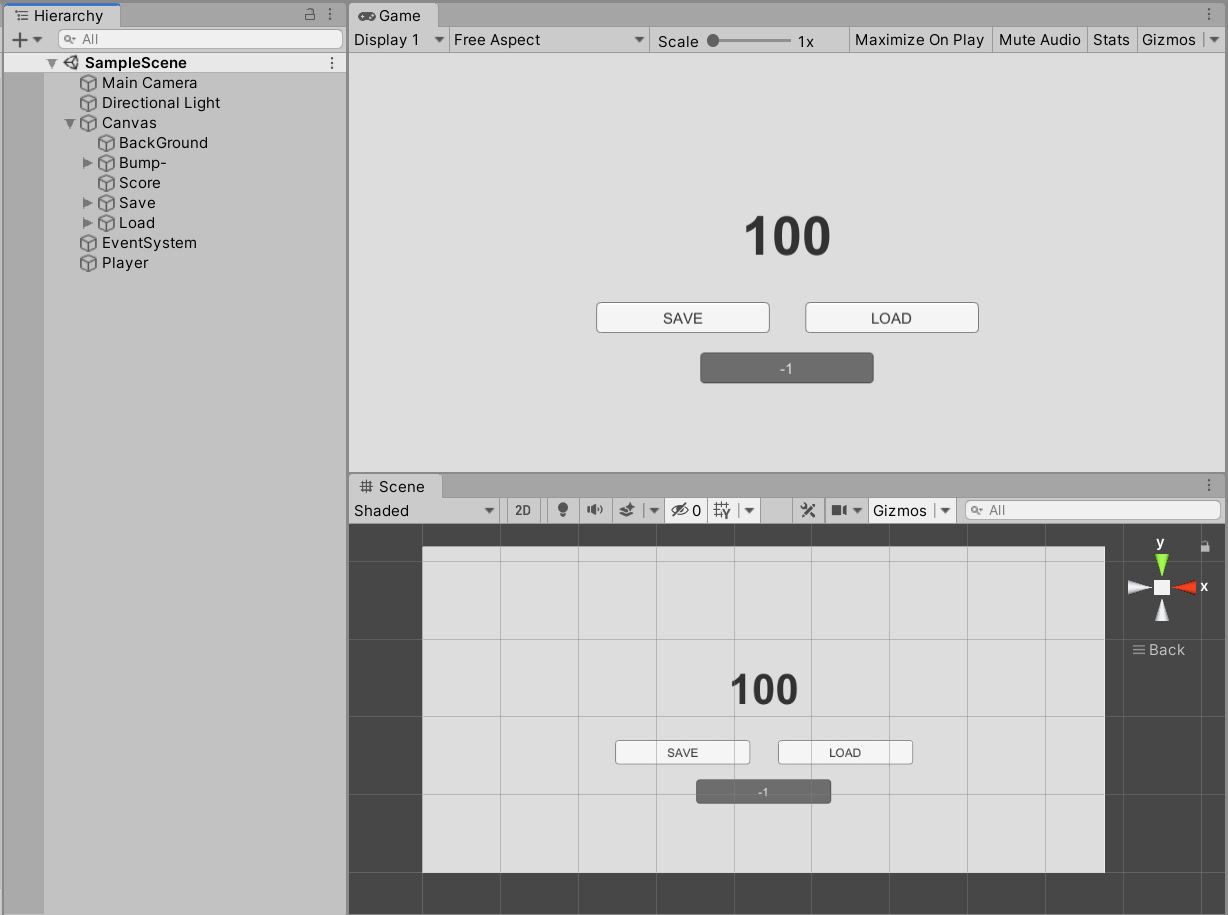 Hierarchy
All
SampleScene
Main Camera
Directional Light
Canvas
BackGround
Bump-
Score
Save
Load
EventSystem
Player
Game
Display 1 Free Aspect Scale 1x Maximize On Play Mute Audio Stats Gizmos
100
SAVE LOAD
-1
Scene
Shaded 2D 0 Gizmos All
y
x
Back
100
SAVE LOAD
-1